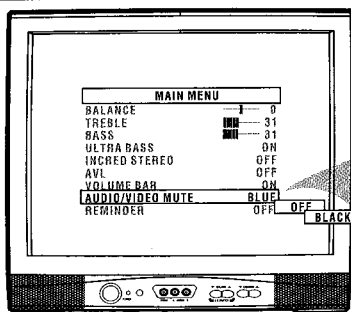 MAIN MENU
BALANCE 0
TREBLE 31
BASS 31
ULTRA BASS ON
INCRED STEREO OFF
AVL OFF
VOLUME BAR ON
AUDIO/VIDEO MUTE BLUE OFF BLACK
REMINDER OFF